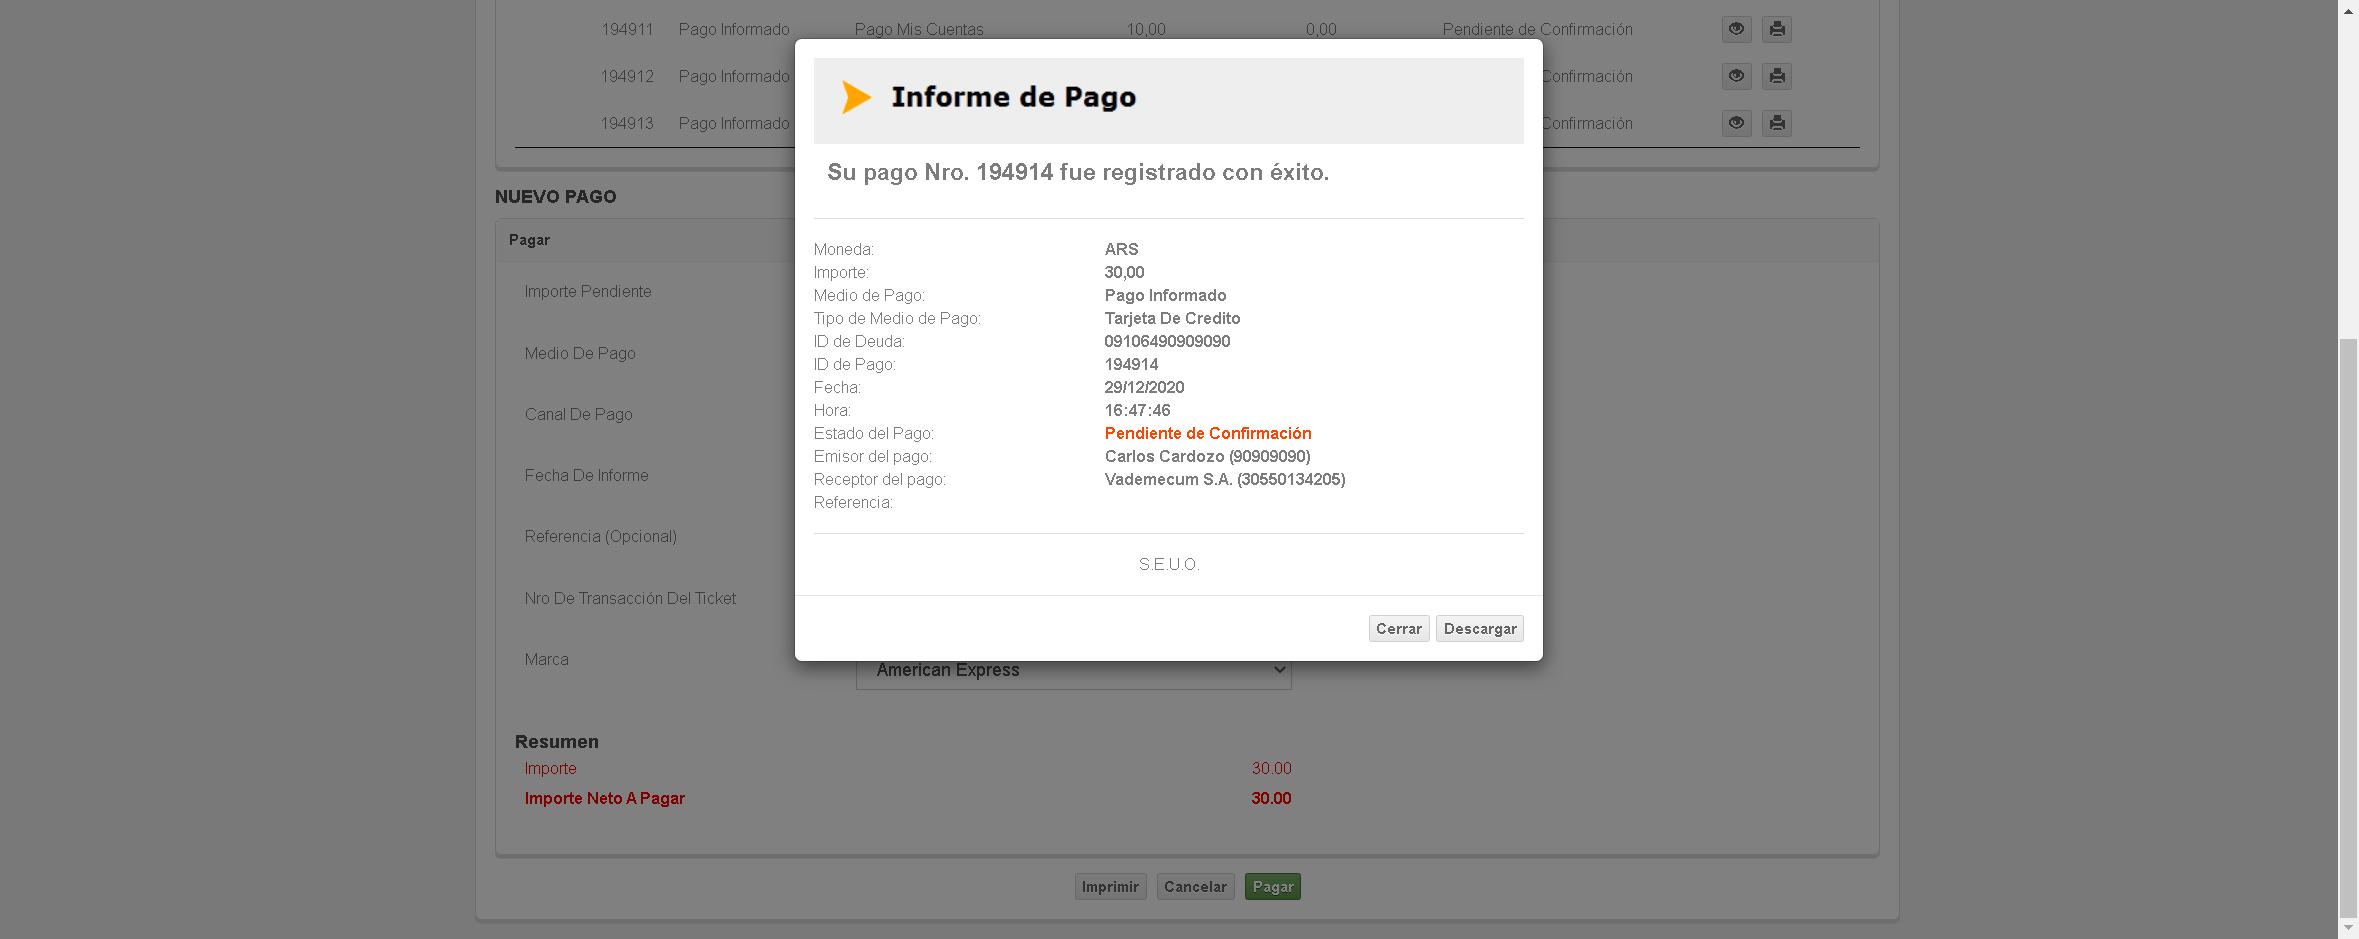 194911 Pago Informado Pago Mis Cuentas 10,00 0,00 Pendiente de Confirmación
194912 Pago Informado Confirmación
194913 Pago Informado Confirmación
Informe de Pago
Su pago Nro. 194914 fue registrado con éxito.
Moneda: ARS
Importe: 30,00
Medio de Pago: Pago Informado
Tipo de Medio de Pago: Tarjeta De Credito
ID de Deuda: 09106490909090
ID de Pago: 194914
Fecha: 29/12/2020
Hora: 16:47:46
Estado del Pago: Pendiente de Confirmación
Emisor del pago: Carlos Cardozo (90909090)
Receptor del pago: Vademecum S.A. (30550134205)
Referencia:
S.E.U.O.
Cerrar Descargar
NUEVO PAGO
Pagar
Importe Pendiente
Medio De Pago
Canal De Pago
Fecha De Informe
Referencia (Opcional)
Nro De Transacción Del Ticket
Marca American Express
Resumen
Importe 30.00
Importe Neto A Pagar 30.00
Imprimir Cancelar Pagar